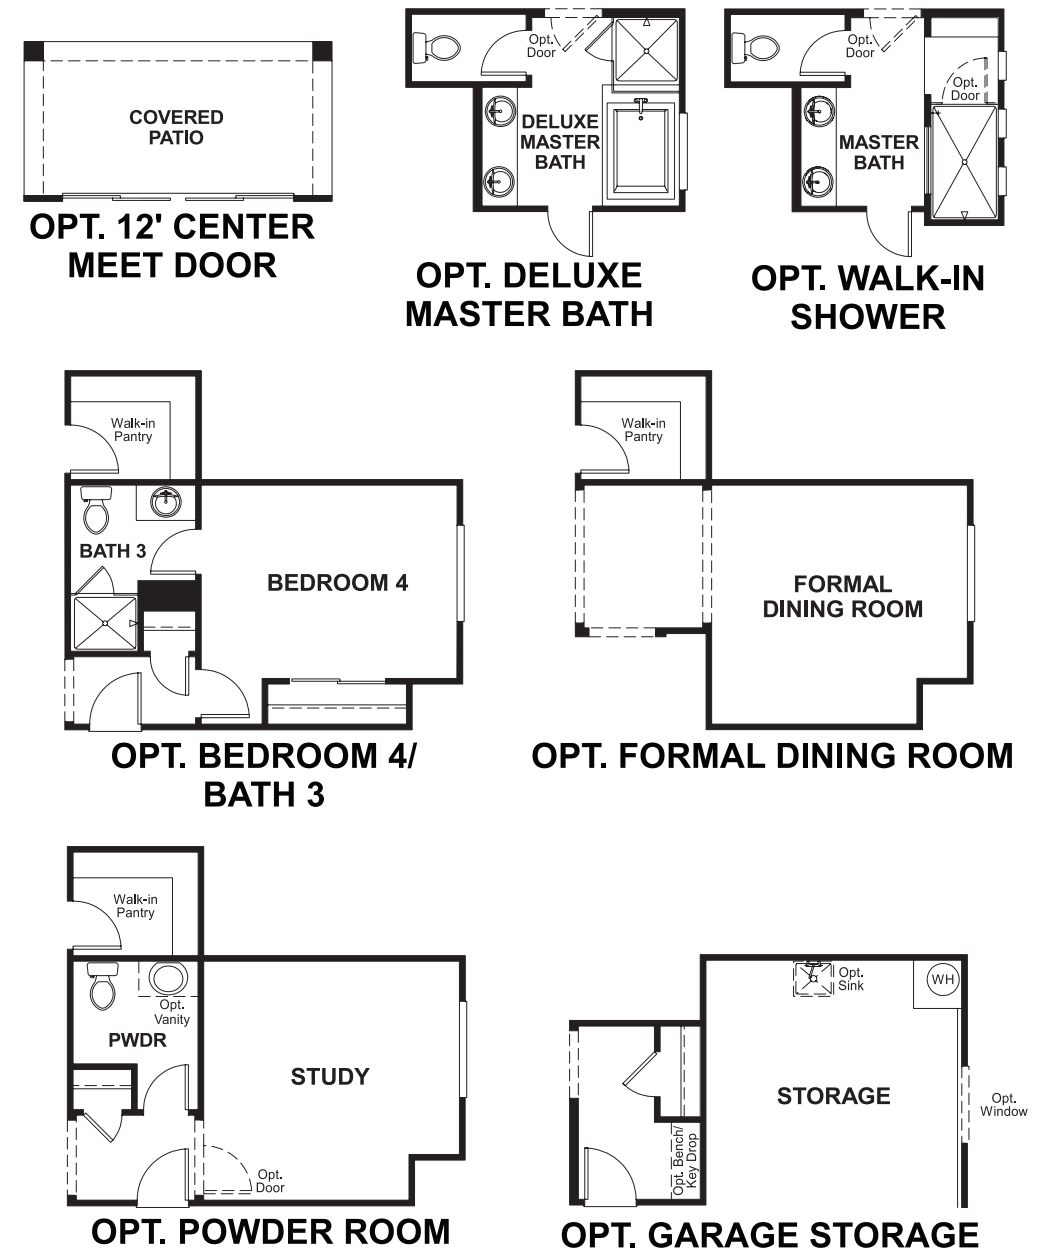 COVERED
PATIO
OPT. 12' CENTER
MEET DOOR
Opt.
Door
DELUXE
MASTER
BATH
OPT. DELUXE
MASTER BATH
Opt.
Door
Opt.
Door
MASTER
BATH
OPT. WALK-IN
SHOWER
Walk-in
Pantry
BATH 3
BEDROOM 4
OPT. BEDROOM 4/
BATH 3
Walk-in
Pantry
FORMAL
DINING ROOM
OPT. FORMAL DINING ROOM
Walk-in
Pantry
Opt.
Vanity
PWDR
STUDY
Opt.
Door
OPT. POWDER ROOM
Opt.
Sink
WH
STORAGE
Opt.
Window
Opt. Bench/
Key Drop
OPT. GARAGE STORAGE